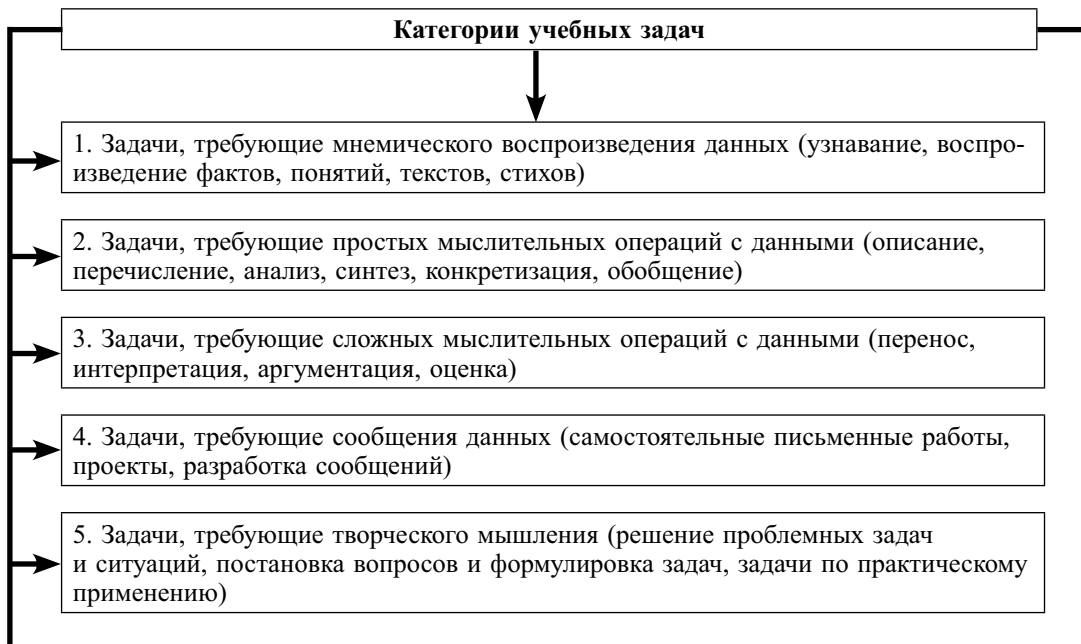 Категории учебных задач
1. Задачи, требующие мнемического воспроизведения данных (узнавание, воспро-
изведение фактов, понятий, текстов, стихов)
2. Задачи, требующие простых мыслительных операций с данными (описание,
перечисление, анализ, синтез, конкретизация, обобщение)
3. Задачи, требующие сложных мыслительных операций с данными (перенос,
интерпретация, аргументация, оценка)
4. Задачи, требующие сообщения данных (самостоятельные письменные работы,
проекты, разработка сообщений)
5. Задачи, требующие творческого мышления (решение проблемных задач
и ситуаций, постановка вопросов и формулировка задач, задачи по практическому
применению)